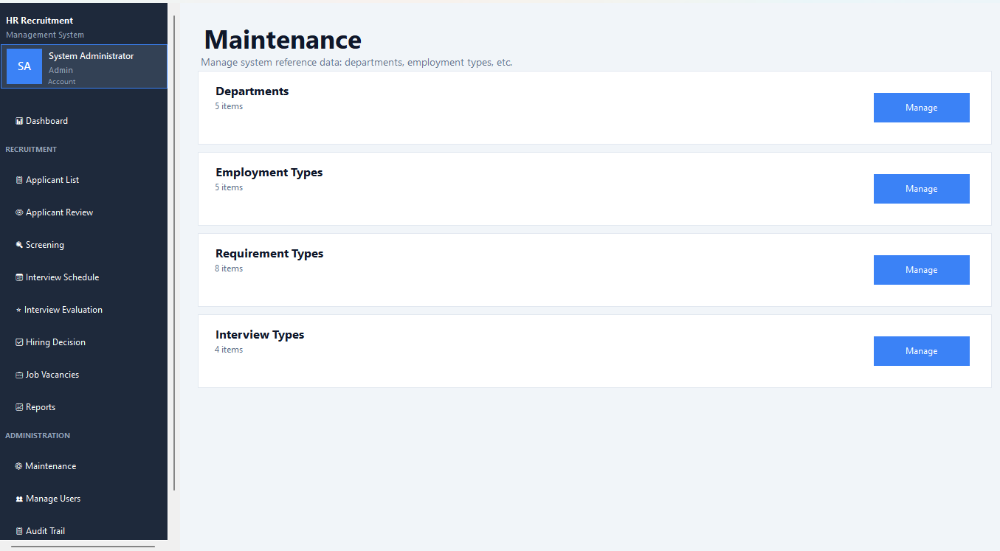 HR Recruitment
Management System
SA
System Administrator
Admin
Account
Dashboard
RECRUITMENT
Applicant List
Applicant Review
Screening
Interview Schedule
Interview Evaluation
Hiring Decision
Job Vacancies
Reports
ADMINISTRATION
Maintenance
Manage Users
Audit Trail
Maintenance
Manage system reference data: departments, employment types, etc.
Departments
5 items
Manage
Employment Types
5 items
Manage
Requirement Types
8 items
Manage
Interview Types
4 items
Manage